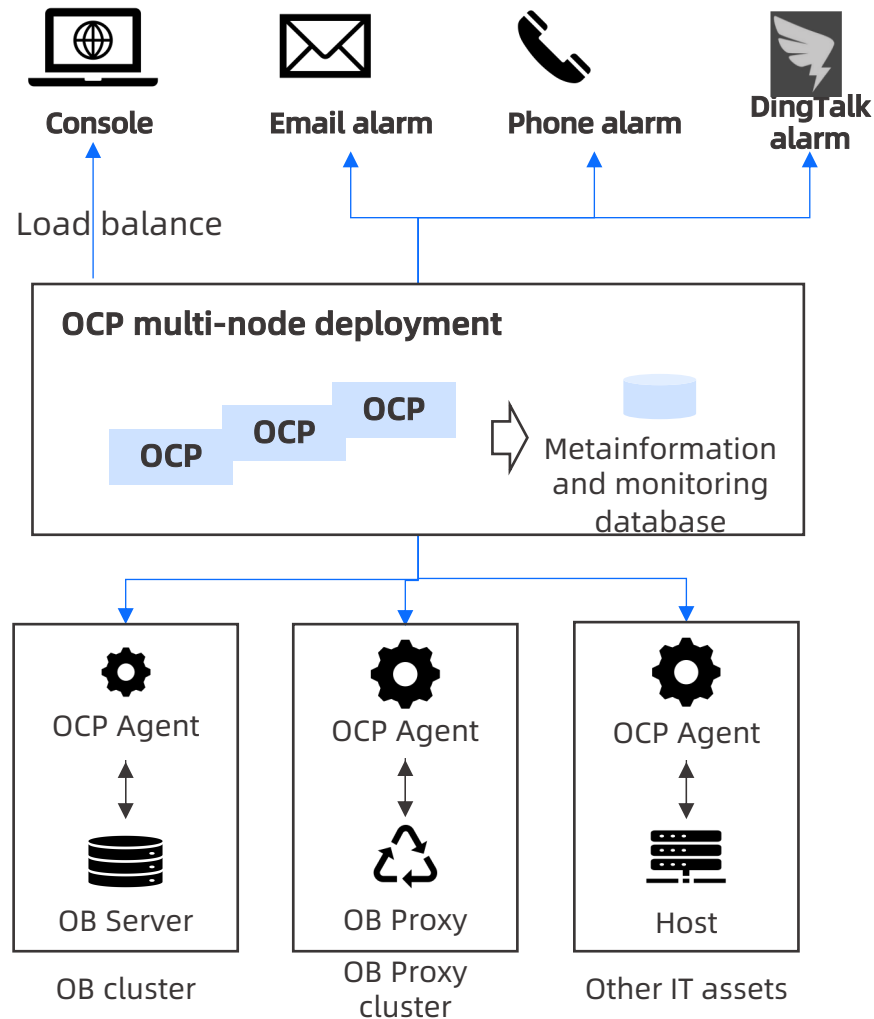 Console
Email alarm
Phone alarm
DingTalk
alarm
Load balance
OCP multi-node deployment
OCP
OCP
OCP
Metainformation
and monitoring
database
OCP Agent
OCP Agent
OCP Agent
OB Server
OB Proxy
Host
OB cluster
OB Proxy
cluster
Other IT assets